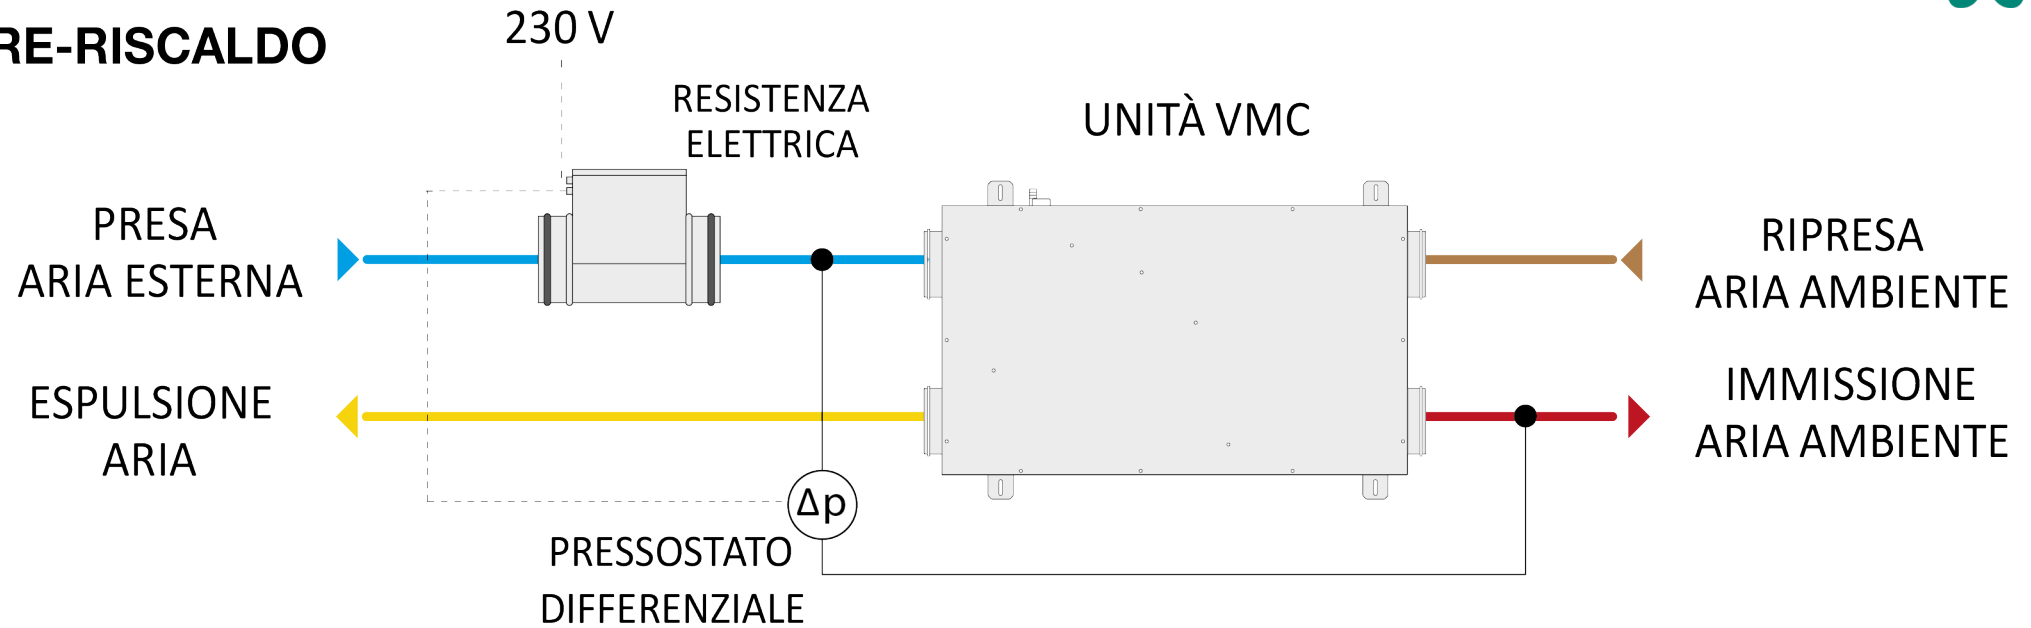 RE-RISCALDO
230 V
RESISTENZA
ELETTRICA
UNITÀ VMC
PRESA
ARIA ESTERNA
RIPRESA
ARIA AMBIENTE
ESPULSIONE
ARIA
IMMISSIONE
ARIA AMBIENTE
Δp
PRESSOSTATO
DIFFERENZIALE